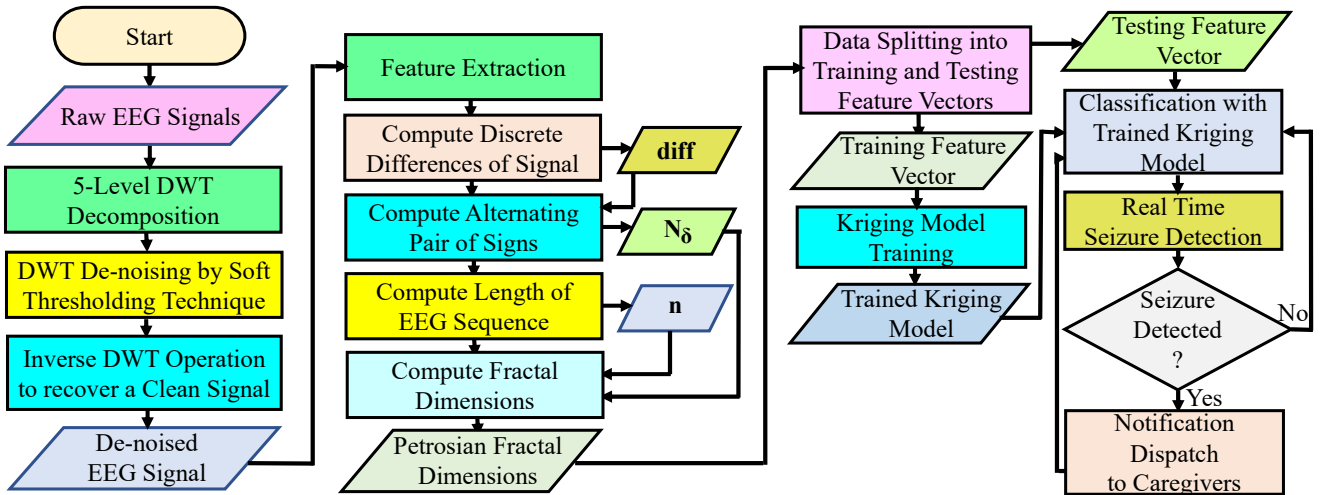 Start
Raw EEG Signals
5-Level DWT
Decomposition
DWT De-noising by Soft
Thresholding Technique
Inverse DWT Operation
to recover a Clean Signal
De-noised
EEG Signal
Feature Extraction
Compute Discrete
Differences of Signal
diff
Compute Alternating
Pair of Signs
Nδ
Compute Length of
EEG Sequence
n
Compute Fractal
Dimensions
Petrosian Fractal
Dimensions
Data Splitting into
Training and Testing
Feature Vectors
Training Feature
Vector
Kriging Model
Training
Trained Kriging
Model
Testing Feature
Vector
Classification with
Trained Kriging
Model
Real Time
Seizure Detection
Seizure
Detected
?
No
Yes
Notification
Dispatch
to Caregivers